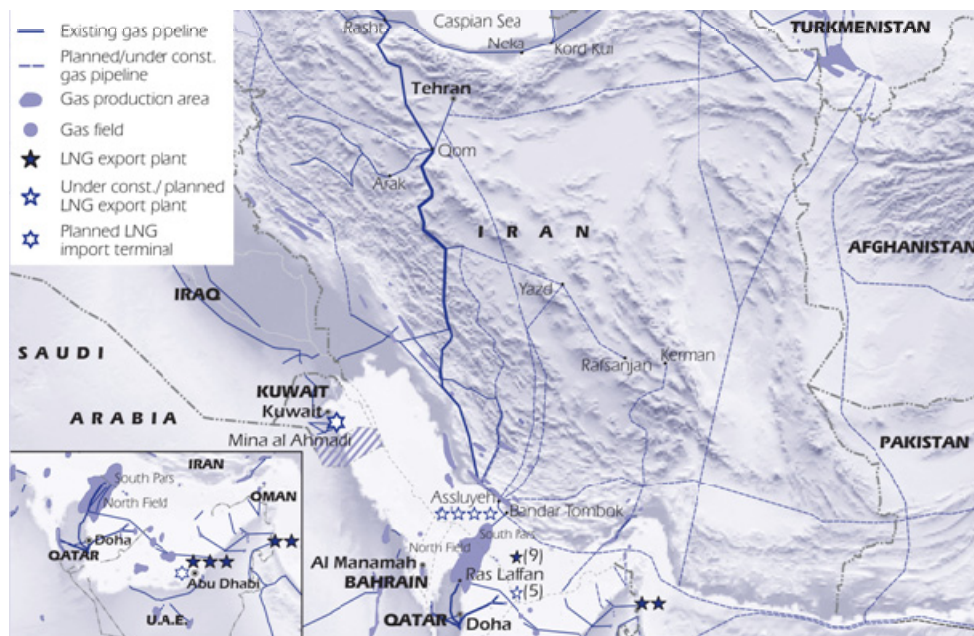 Existing gas pipeline
Planned/under const.
gas pipeline
Gas production area
Gas field
LNG export plant
Under const./planned
LNG export plant
Planned LNG
import terminal
Caspian Sea
Rasht
Neka
Kord Kui
TURKMENISTAN
Tehran
Qom
Arak
IRAN
AFGHANISTAN
IRAQ
Yazd
SAUDI
ARABIA
Rafsanjan
Kerman
KUWAIT
Kuwait
Mina al Ahmadi
PAKISTAN
Assluyeh
Bandar Tombok
South Pars
North Field
(9)
Al Manamah
BAHRAIN
Ras Laffan
(5)
QATAR
Doha
IRAN
South Pars
OMAN
North Field
Doha
QATAR
Abu Dhabi
U.A.E.